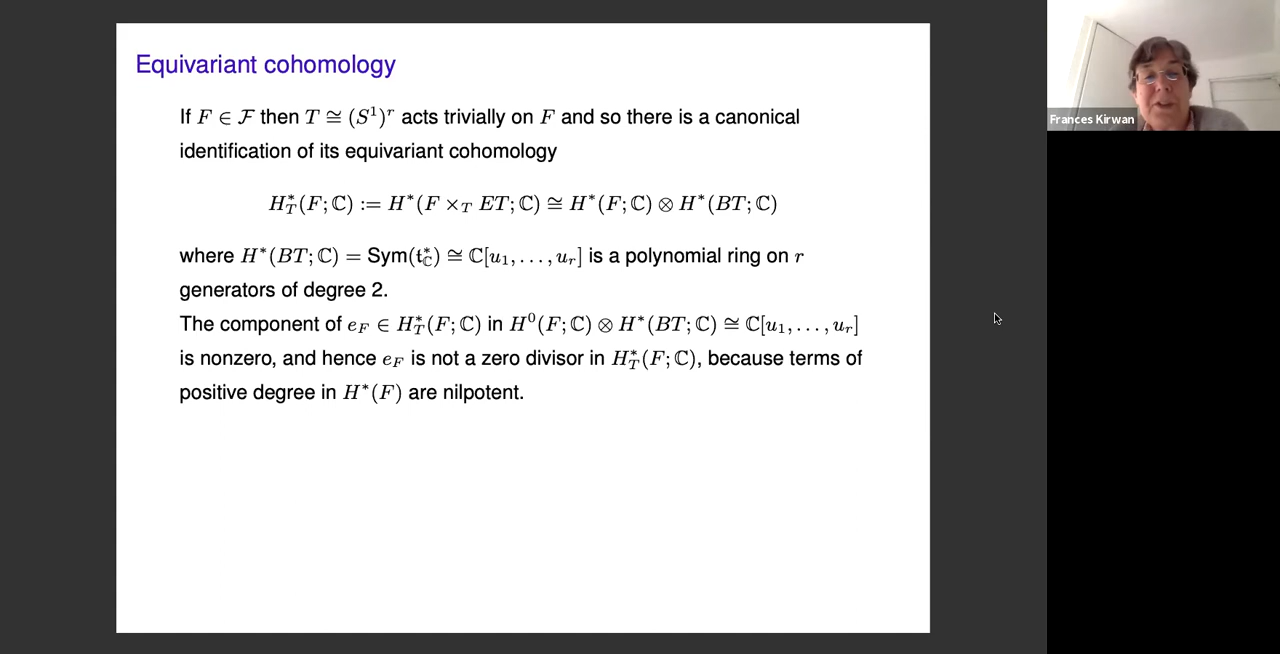 Equivariant cohomology
If F ∈ ℱ then T ≅ (S¹)ʳ acts trivially on F and so there is a canonical
identification of its equivariant cohomology
H*_T(F; ℂ) := H*(F ×_T ET; ℂ) ≅ H*(F; ℂ) ⊗ H*(BT; ℂ)
where H*(BT; ℂ) = Sym(𝔱*_ℂ) ≅ ℂ[u₁, . . . , uᵣ] is a polynomial ring on r
generators of degree 2.
The component of e_F ∈ H*_T(F; ℂ) in H⁰(F; ℂ) ⊗ H*(BT; ℂ) ≅ ℂ[u₁, . . . , uᵣ]
is nonzero, and hence e_F is not a zero divisor in H*_T(F; ℂ), because terms of
positive degree in H*(F) are nilpotent.
Frances Kirwan